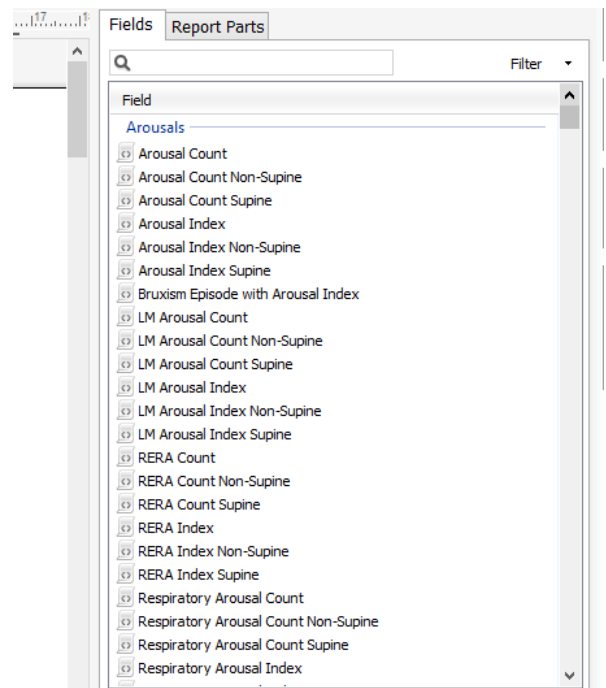 17
Fields Report Parts
Filter
Field
Arousals
Arousal Count
Arousal Count Non-Supine
Arousal Count Supine
Arousal Index
Arousal Index Non-Supine
Arousal Index Supine
Bruxism Episode with Arousal Index
LM Arousal Count
LM Arousal Count Non-Supine
LM Arousal Count Supine
LM Arousal Index
LM Arousal Index Non-Supine
LM Arousal Index Supine
RERA Count
RERA Count Non-Supine
RERA Count Supine
RERA Index
RERA Index Non-Supine
RERA Index Supine
Respiratory Arousal Count
Respiratory Arousal Count Non-Supine
Respiratory Arousal Count Supine
Respiratory Arousal Index